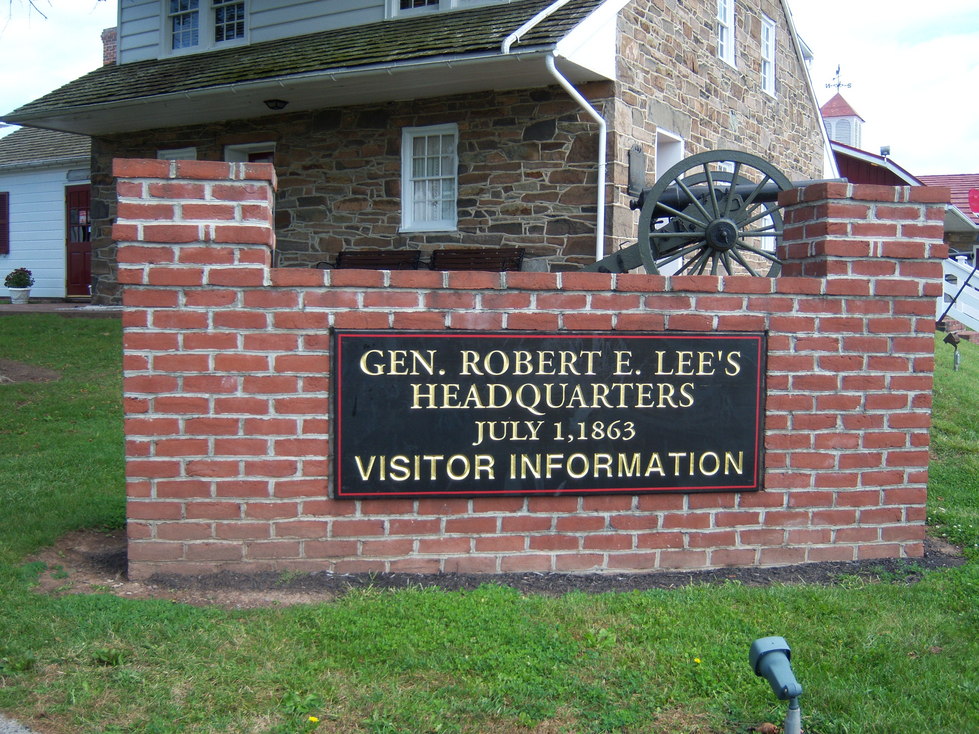 GEN. ROBERT E. LEE'S
HEADQUARTERS
JULY 1,1863
VISITOR INFORMATION